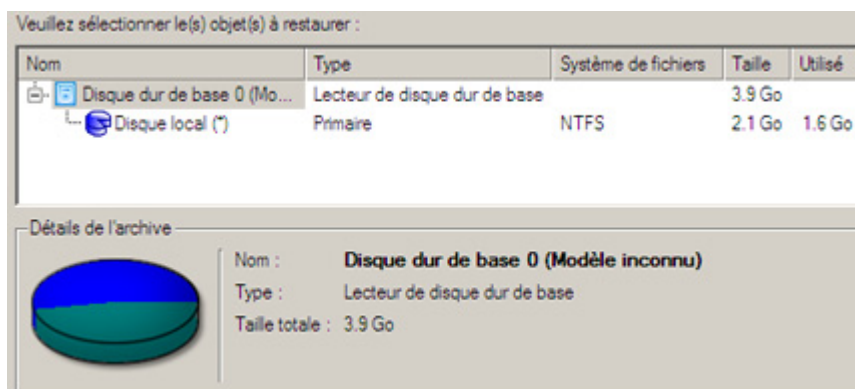 Veuillez sélectionner le(s) objet(s) à restaurer :
Nom Type Système de fichiers Taille Utilisé
Disque dur de base 0 (Mo... Lecteur de disque dur de base 3.9 Go
Disque local (*) Primaire NTFS 2.1 Go 1.6 Go
Détails de l'archive
Nom : Disque dur de base 0 (Modèle inconnu)
Type : Lecteur de disque dur de base
Taille totale : 3.9 Go